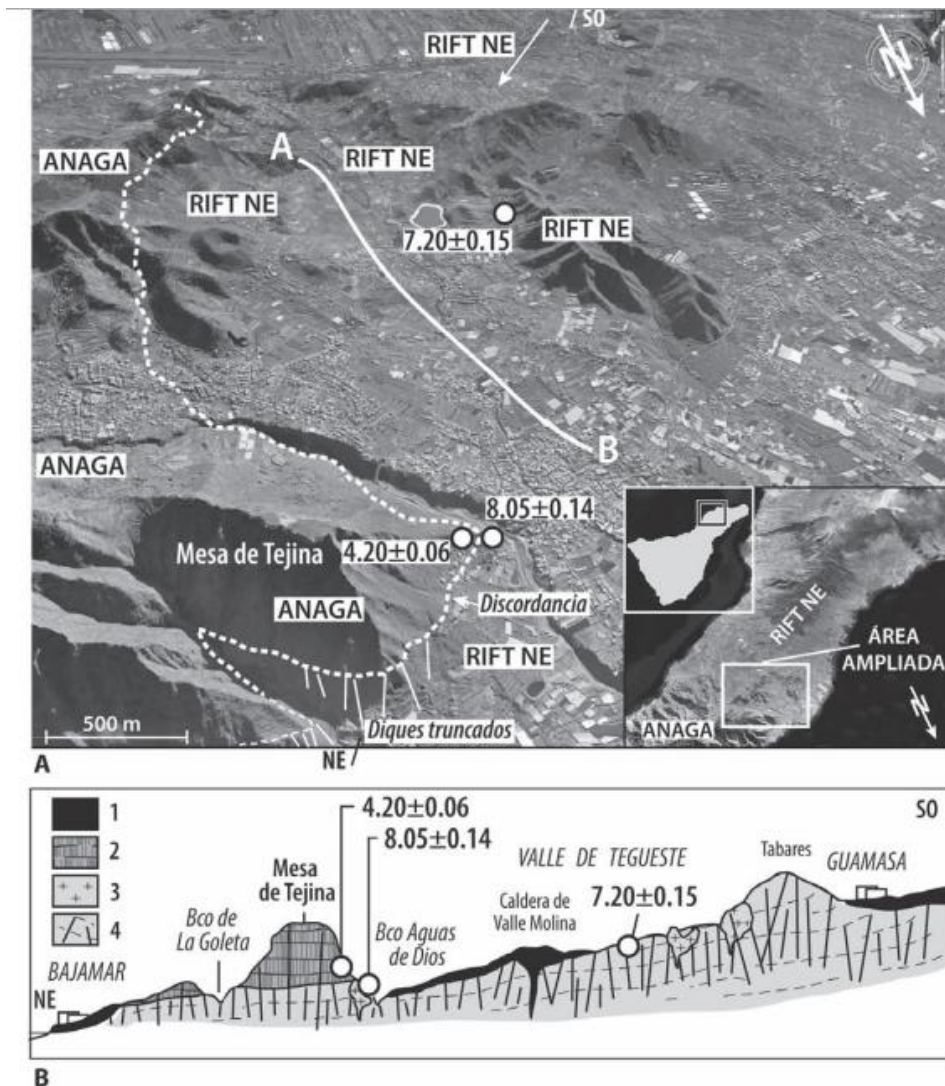 / SO
RIFT NE
N
ANAGA
A
RIFT NE
RIFT NE
RIFT NE
7.20±0.15
ANAGA
B
8.05±0.14
Mesa de Tejina
4.20±0.06
ANAGA
Discordancia
RIFT NE
RIFT NE
ÁREA
AMPLIADA
500 m
Diques truncados
ANAGA
N
A
NE
1
2
3
4
4.20±0.06
8.05±0.14
SO
Mesa
de Tejina
VALLE DE TEGUESTE
Tabares
GUAMASA
Caldera de
Valle Molina
7.20±0.15
Bco de
La Goleta
Bco Aguas
de Dios
BAJAMAR
NE
B